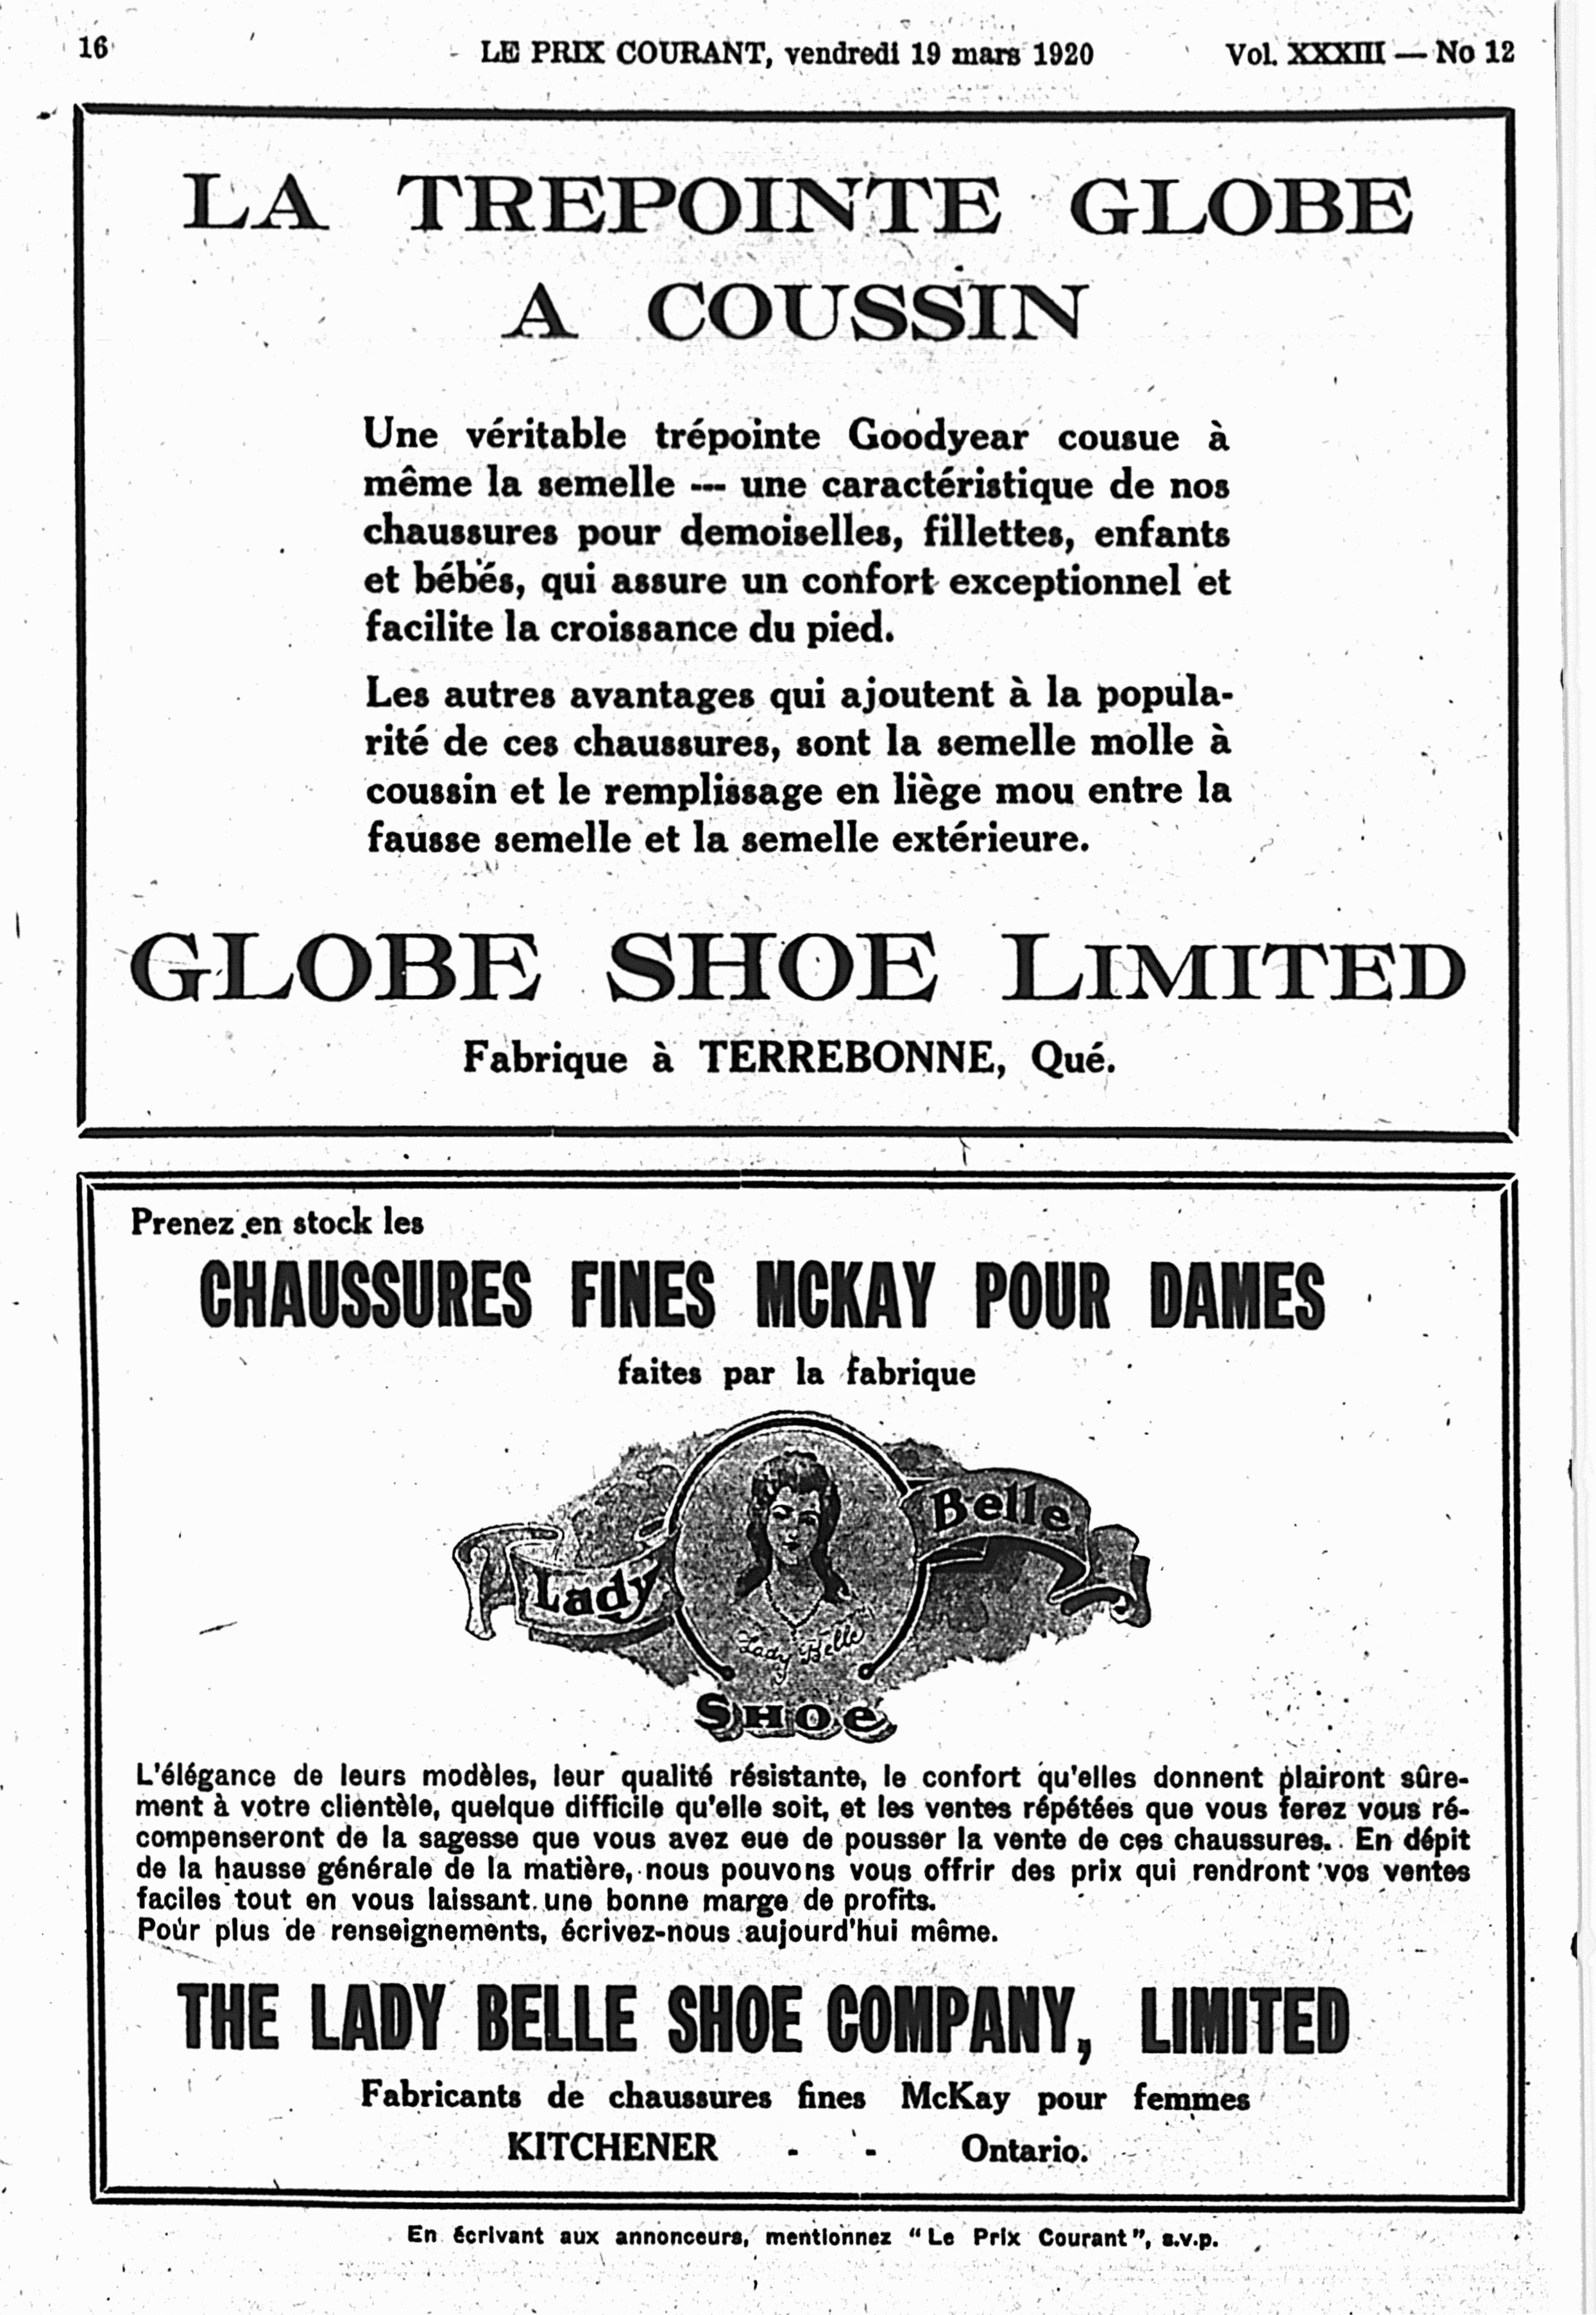 16 LE PRIX COURANT, vendredi 19 mars 1920 Vol. XXXIII — No 12
LA TREPOINTE GLOBE
A COUSSIN
Une véritable trépointe Goodyear cousue à
même la semelle --- une caractéristique de nos
chaussures pour demoiselles, fillettes, enfants
et bébés, qui assure un confort exceptionnel et
facilite la croissance du pied.
Les autres avantages qui ajoutent à la popula-
rité de ces chaussures, sont la semelle molle à
coussin et le remplissage en liège mou entre la
fausse semelle et la semelle extérieure.
GLOBE SHOE LIMITED
Fabrique à TERREBONNE, Qué.
Prenez en stock les
CHAUSSURES FINES MCKAY POUR DAMES
faites par la fabrique
Lady Belle
Lady Belle
SHOE
L'élégance de leurs modèles, leur qualité résistante, le confort qu'elles donnent plairont sûre-
ment à votre clientèle, quelque difficile qu'elle soit, et les ventes répétées que vous ferez vous ré-
compenseront de la sagesse que vous avez eue de pousser la vente de ces chaussures. En dépit
de la hausse générale de la matière, nous pouvons vous offrir des prix qui rendront vos ventes
faciles tout en vous laissant une bonne marge de profits.
Pour plus de renseignements, écrivez-nous aujourd'hui même.
THE LADY BELLE SHOE COMPANY, LIMITED
Fabricants de chaussures fines McKay pour femmes
KITCHENER - - Ontario.
En écrivant aux annonceurs, mentionnez "Le Prix Courant", s.v.p.